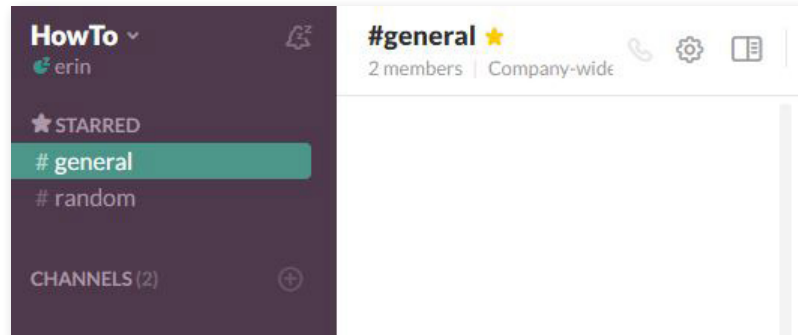 HowTo
erin
STARRED
# general
# random
CHANNELS (2)
#general
2 members | Company-wide